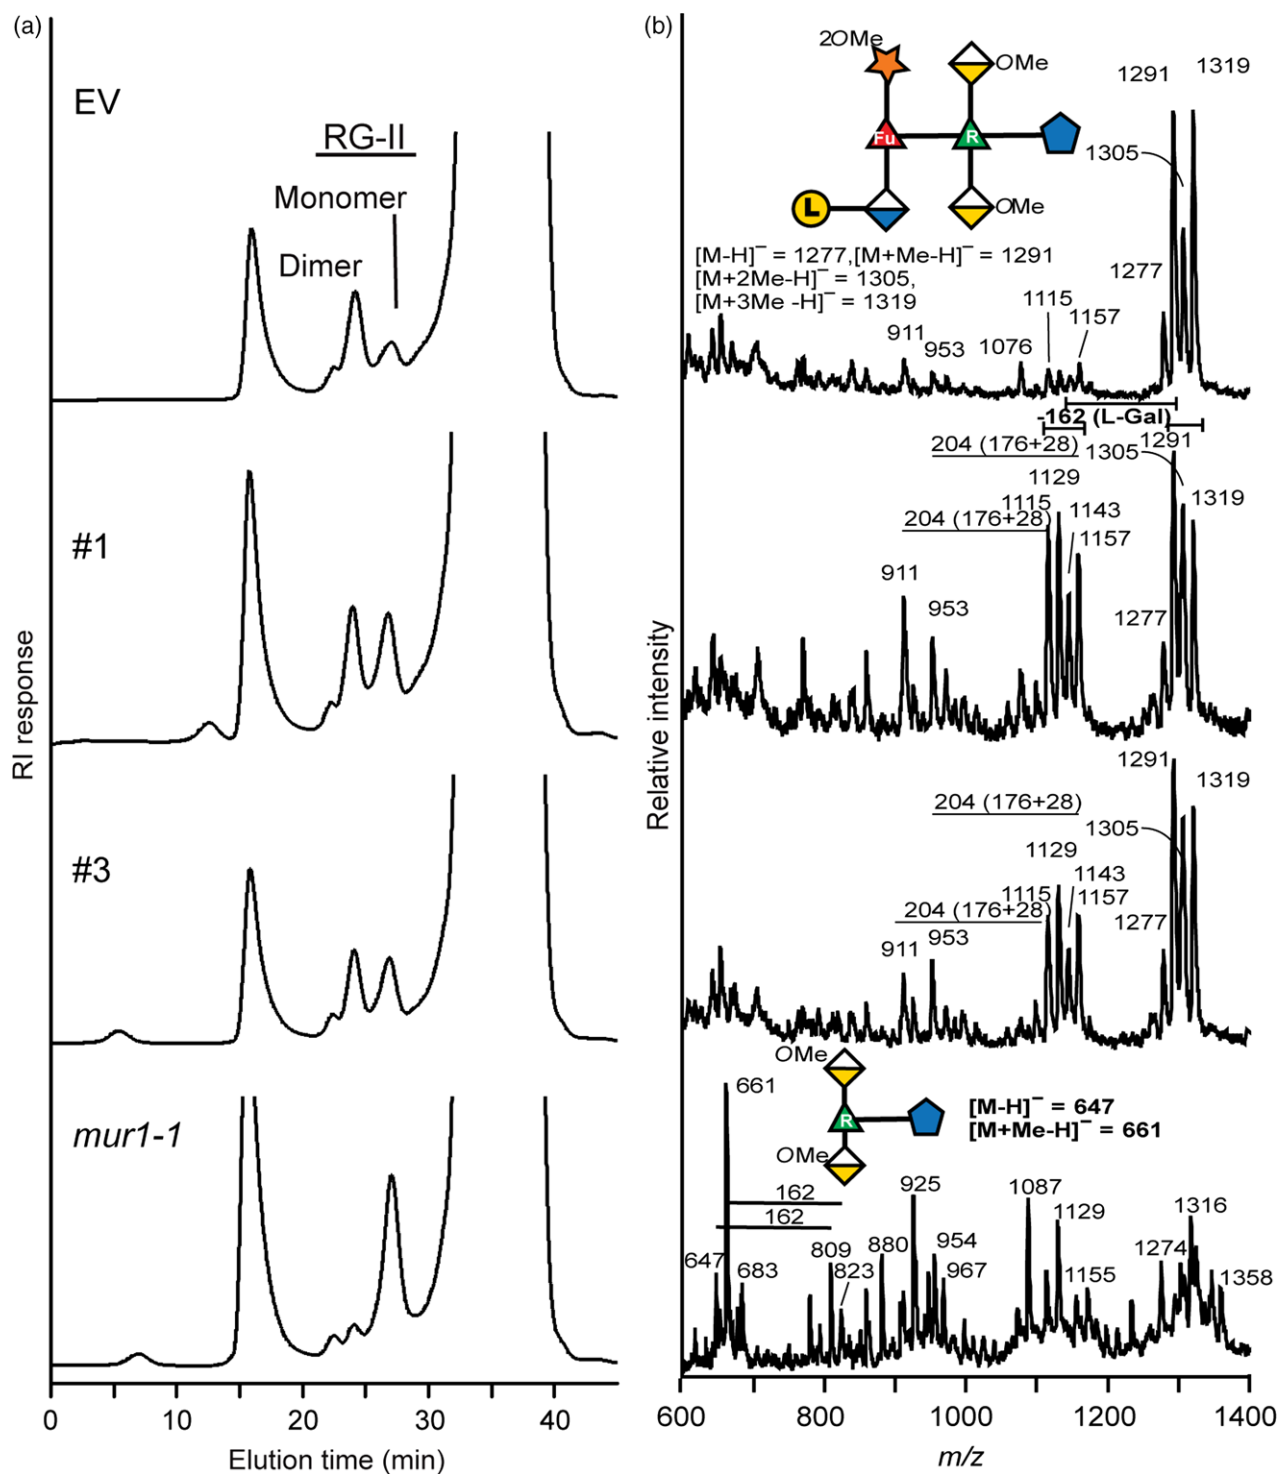 (a)
EV
RG-II
Monomer
Dimer
#1
#3
mur1-1
RI response
0 10 20 30 40
Elution time (min)
(b)
2OMe
OMe
Fu
R
L
OMe
[M-H]⁻ = 1277,[M+Me-H]⁻ = 1291
[M+2Me-H]⁻ = 1305,
[M+3Me -H]⁻ = 1319
1291
1319
1305
1277
1115
1157
911
953
1076
-162 (L-Gal)
204 (176+28)
1305
1291
1129
1319
204 (176+28)
1115
1143
1157
911
953
1277
1291
204 (176+28)
1319
1305
1129
1143
204 (176+28)
1115
1157
1277
911
953
OMe
661
R
[M-H]⁻ = 647
[M+Me-H]⁻ = 661
OMe
162
162
925
1087
1129
1316
647
683
809
823
880
954
967
1155
1274
1358
Relative intensity
600 800 1000 1200 1400
m/z